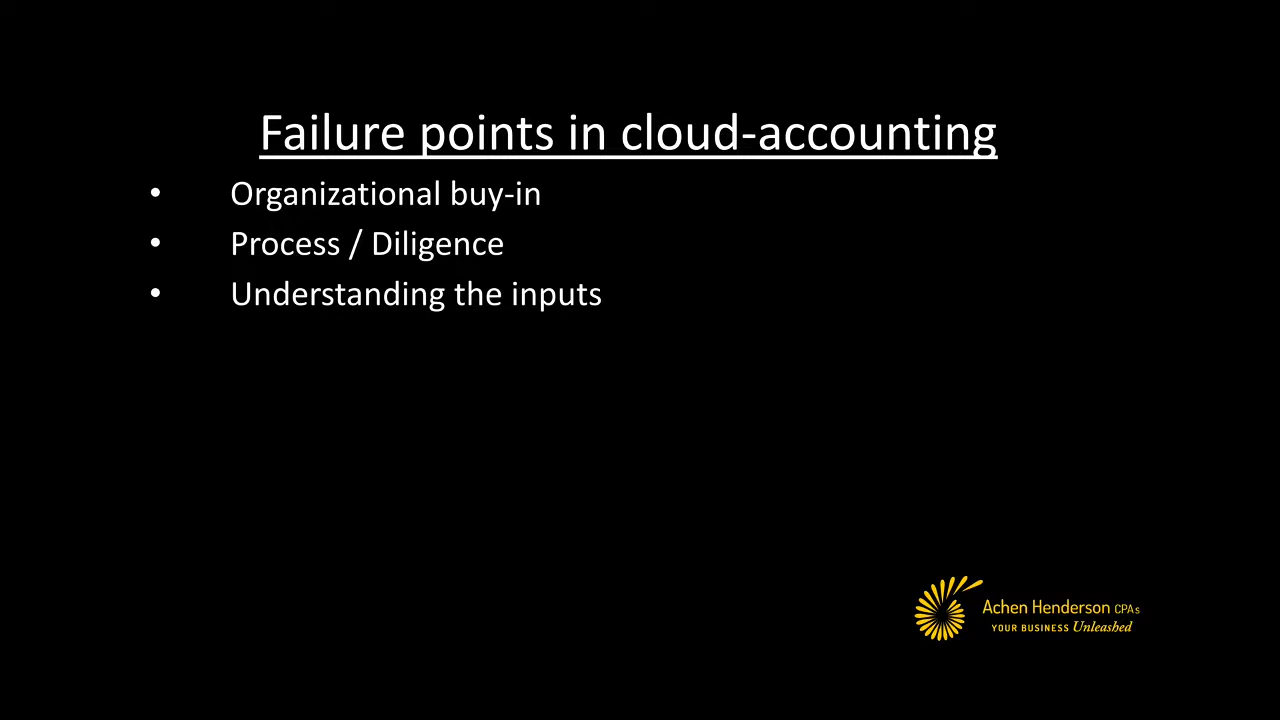 Failure points in cloud-accounting
• Organizational buy-in
• Process / Diligence
• Understanding the inputs
Achen Henderson CPAs
YOUR BUSINESS Unleashed